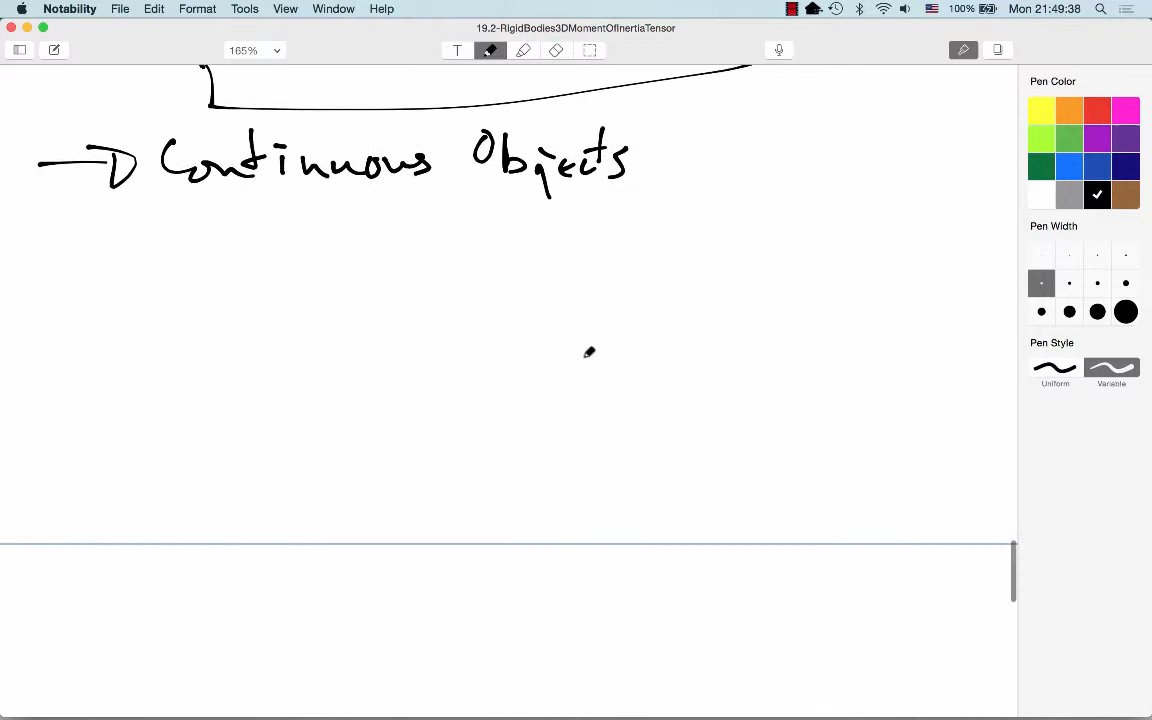 Notability File Edit Format Tools View Window Help 100% Mon 21:49:38
19.2-RigidBodies3DMomentOfInertiaTensor
165% T
Pen Color
Continuous Objects
Pen Width
Pen Style
Uniform Variable